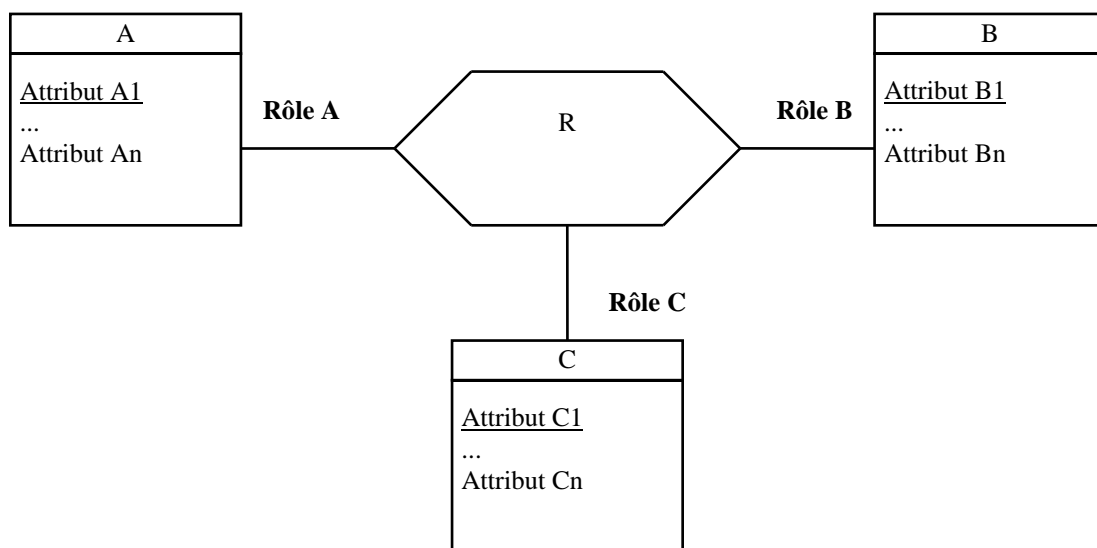 A
Attribut A1
...
Attribut An
Rôle A
R
Rôle B
B
Attribut B1
...
Attribut Bn
Rôle C
C
Attribut C1
...
Attribut Cn